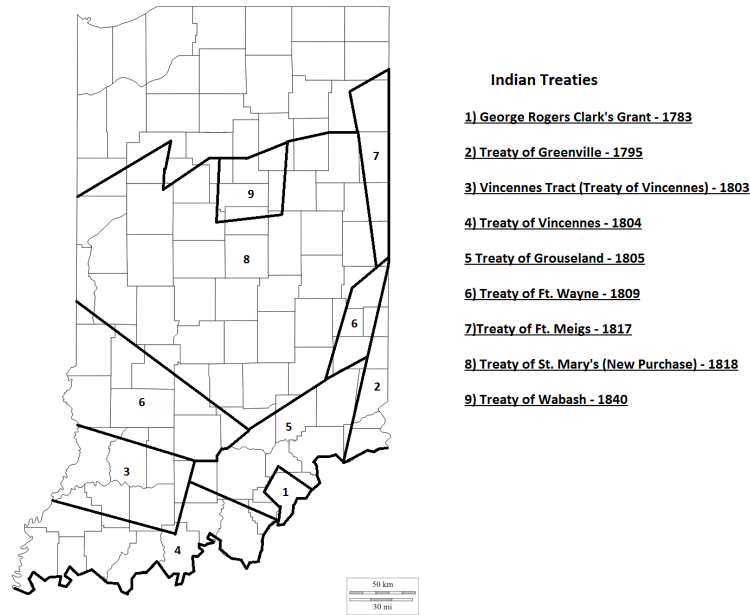 Indian Treaties
1) George Rogers Clark's Grant - 1783
2) Treaty of Greenville - 1795
3) Vincennes Tract (Treaty of Vincennes) - 1803
4) Treaty of Vincennes - 1804
5 Treaty of Grouseland - 1805
6) Treaty of Ft. Wayne - 1809
7)Treaty of Ft. Meigs - 1817
8) Treaty of St. Mary's (New Purchase) - 1818
9) Treaty of Wabash - 1840
7
9
8
6
2
6
5
3
1
4
50 km
30 mi